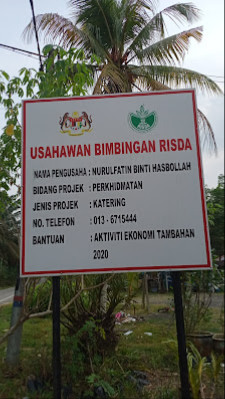 USAHAWAN BIMBINGAN RISDA
NAMA PENGUSAHA : NURULFATIN BINTI HASBOLLAH
BIDANG PROJEK : PERKHIDMATAN
JENIS PROJEK : KATERING
NO. TELEFON : 013 - 6715444
BANTUAN : AKTIVITI EKONOMI TAMBAHAN
2020